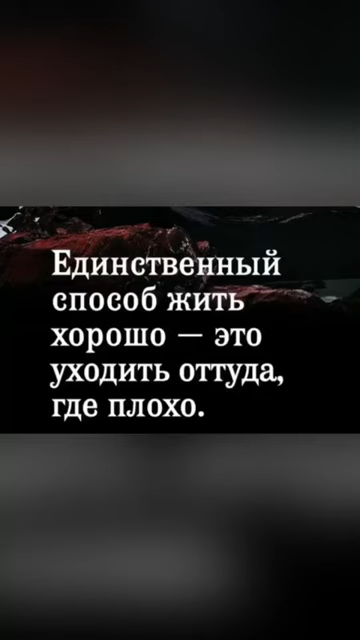 Единственный
способ жить
хорошо — это
уходить оттуда,
где плохо.